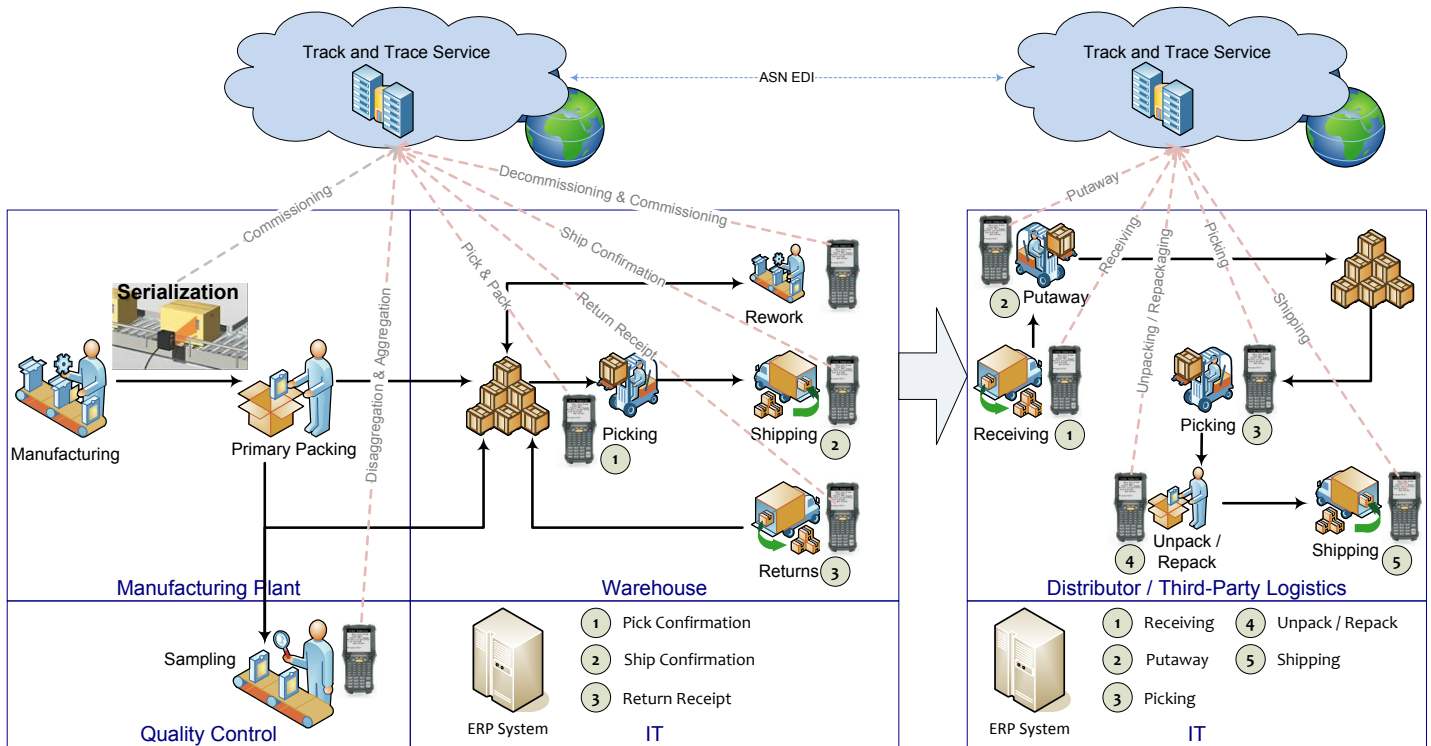 Track and Trace Service
ASN EDI
Track and Trace Service
Commissioning
Decommissioning & Commissioning
Ship Confirmation
Pick & Pack
Return Receipt
Disaggregation & Aggregation
Putaway
Receiving
Picking
Unpacking / Repackaging
Shipping
Serialization
Manufacturing
Primary Packing
Rework
Picking
1
Shipping
2
Returns
3
Manufacturing Plant
Warehouse
2
Putaway
Receiving
1
Picking
3
Unpack /
Repack
4
Shipping
5
Distributor / Third-Party Logistics
Sampling
Quality Control
ERP System
1 Pick Confirmation
2 Ship Confirmation
3 Return Receipt
IT
ERP System
1 Receiving
2 Putaway
3 Picking
4 Unpack / Repack
5 Shipping
IT